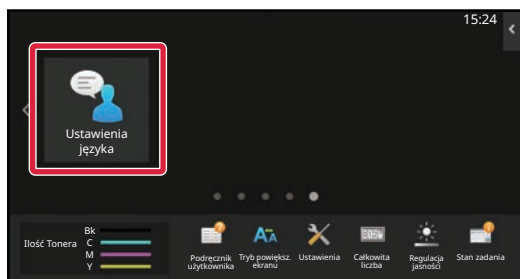 15:24
Ustawienia
języka
Ilość Tonera
Bk
C
M
Y
Podręcznik
użytkownika
Tryb powiększ.
ekranu
Ustawienia
Całkowita
liczba
Regulacja
jasności
Stan zadania